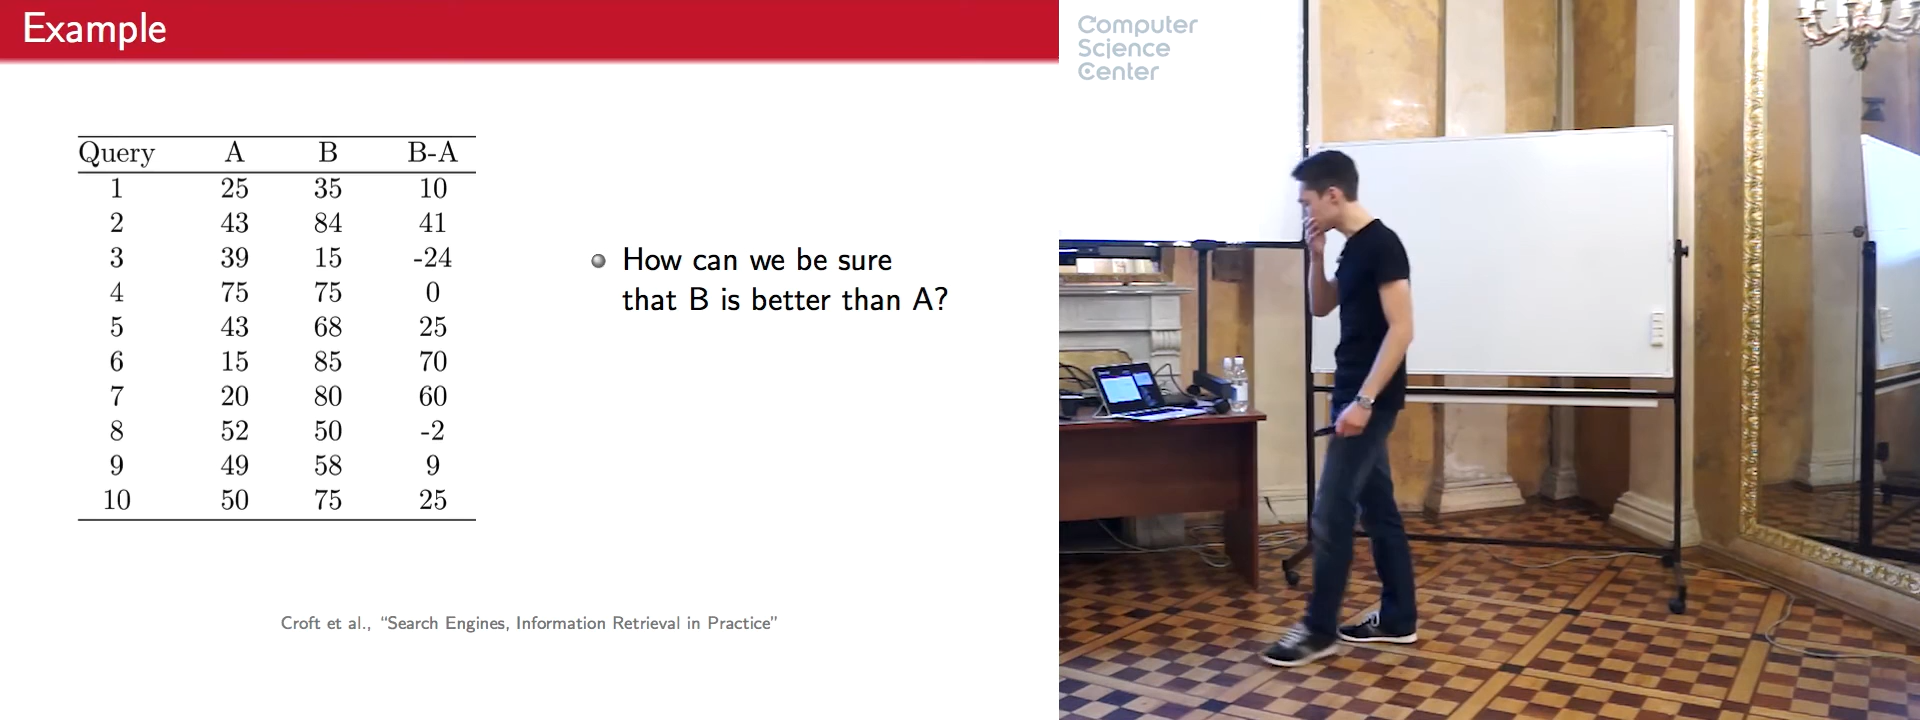 Example
Query A B B-A
1 25 35 10
2 43 84 41
3 39 15 -24
4 75 75 0
5 43 68 25
6 15 85 70
7 20 80 60
8 52 50 -2
9 49 58 9
10 50 75 25
How can we be sure
that B is better than A?
Croft et al., “Search Engines, Information Retrieval in Practice”
Computer
Science
Center